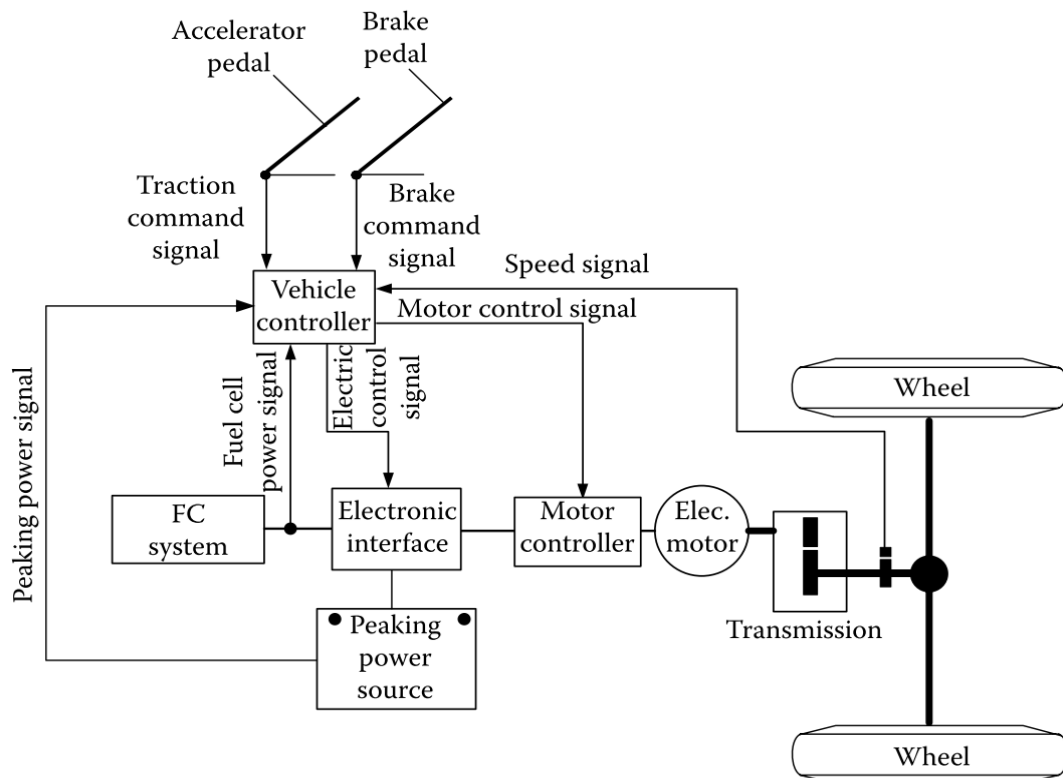 Accelerator
pedal
Brake
pedal
Traction
command
signal
Brake
command
signal
Speed signal
Vehicle
controller
Motor control signal
Peaking power signal
Fuel cell
power signal
Electric
control
signal
FC
system
Electronic
interface
Motor
controller
Elec.
motor
Transmission
Wheel
Peaking
power
source
Wheel